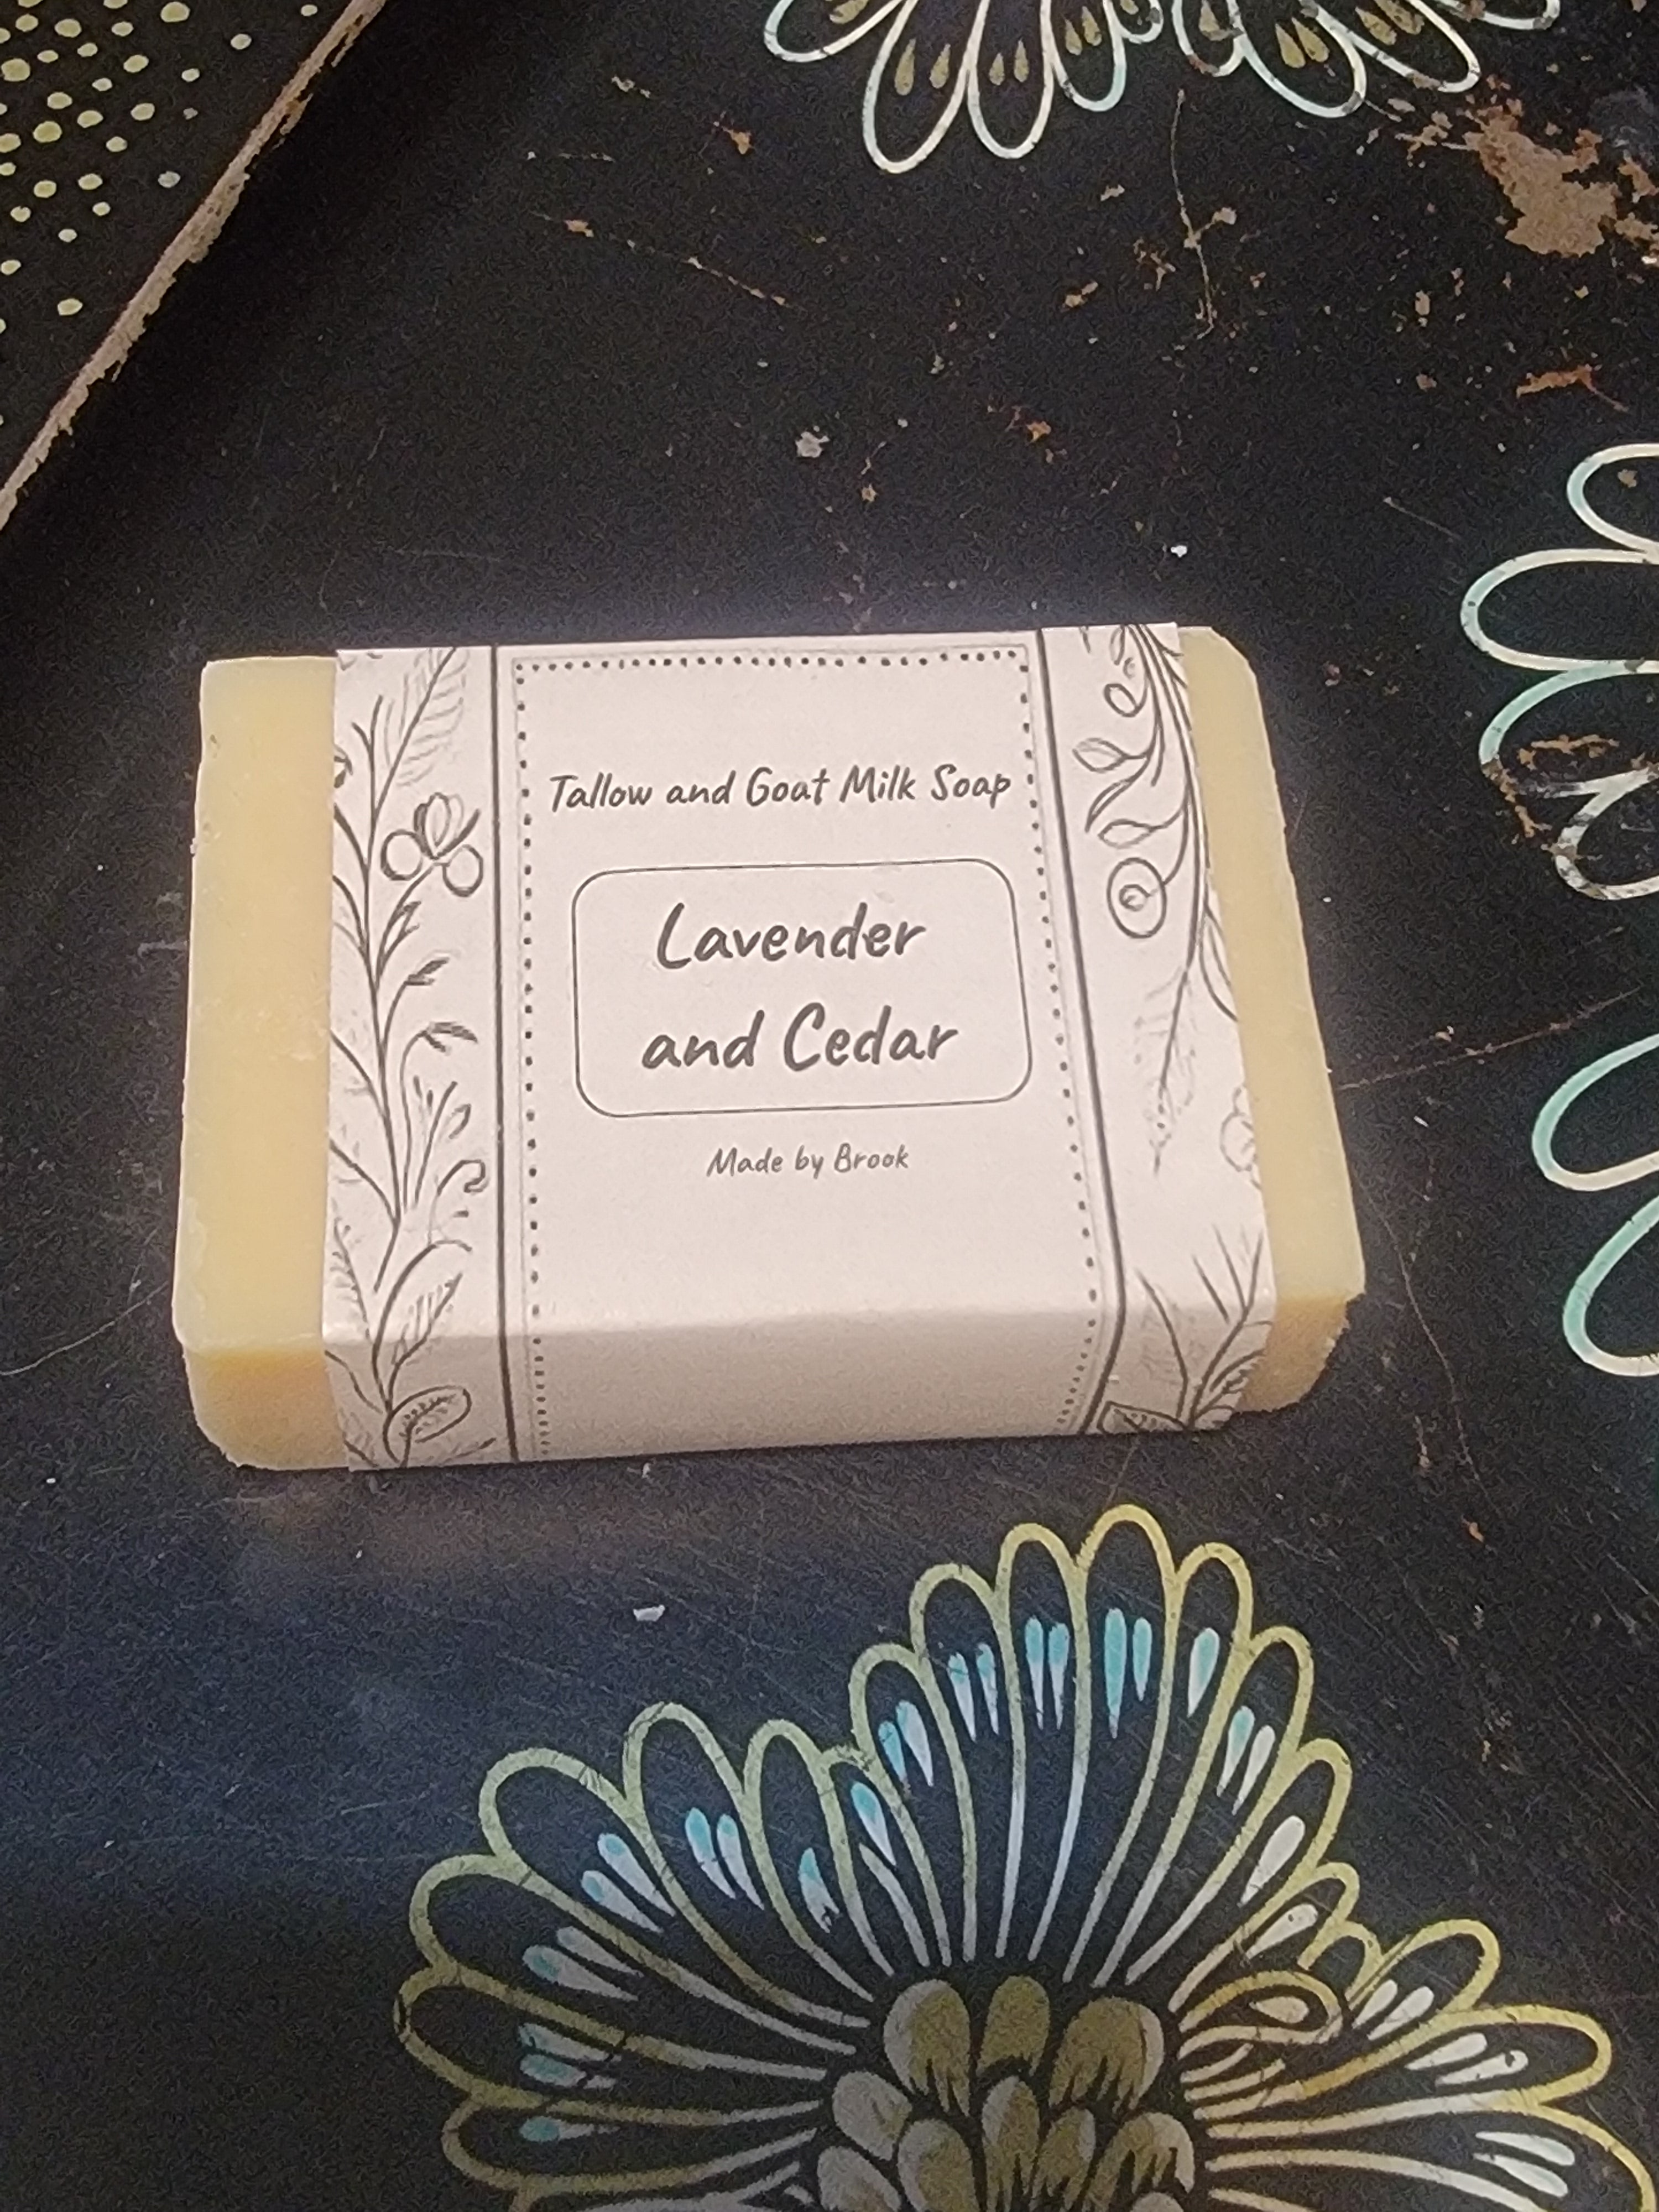 Tallow and Goat Milk Soap
Lavender
and Cedar
Made by Brook